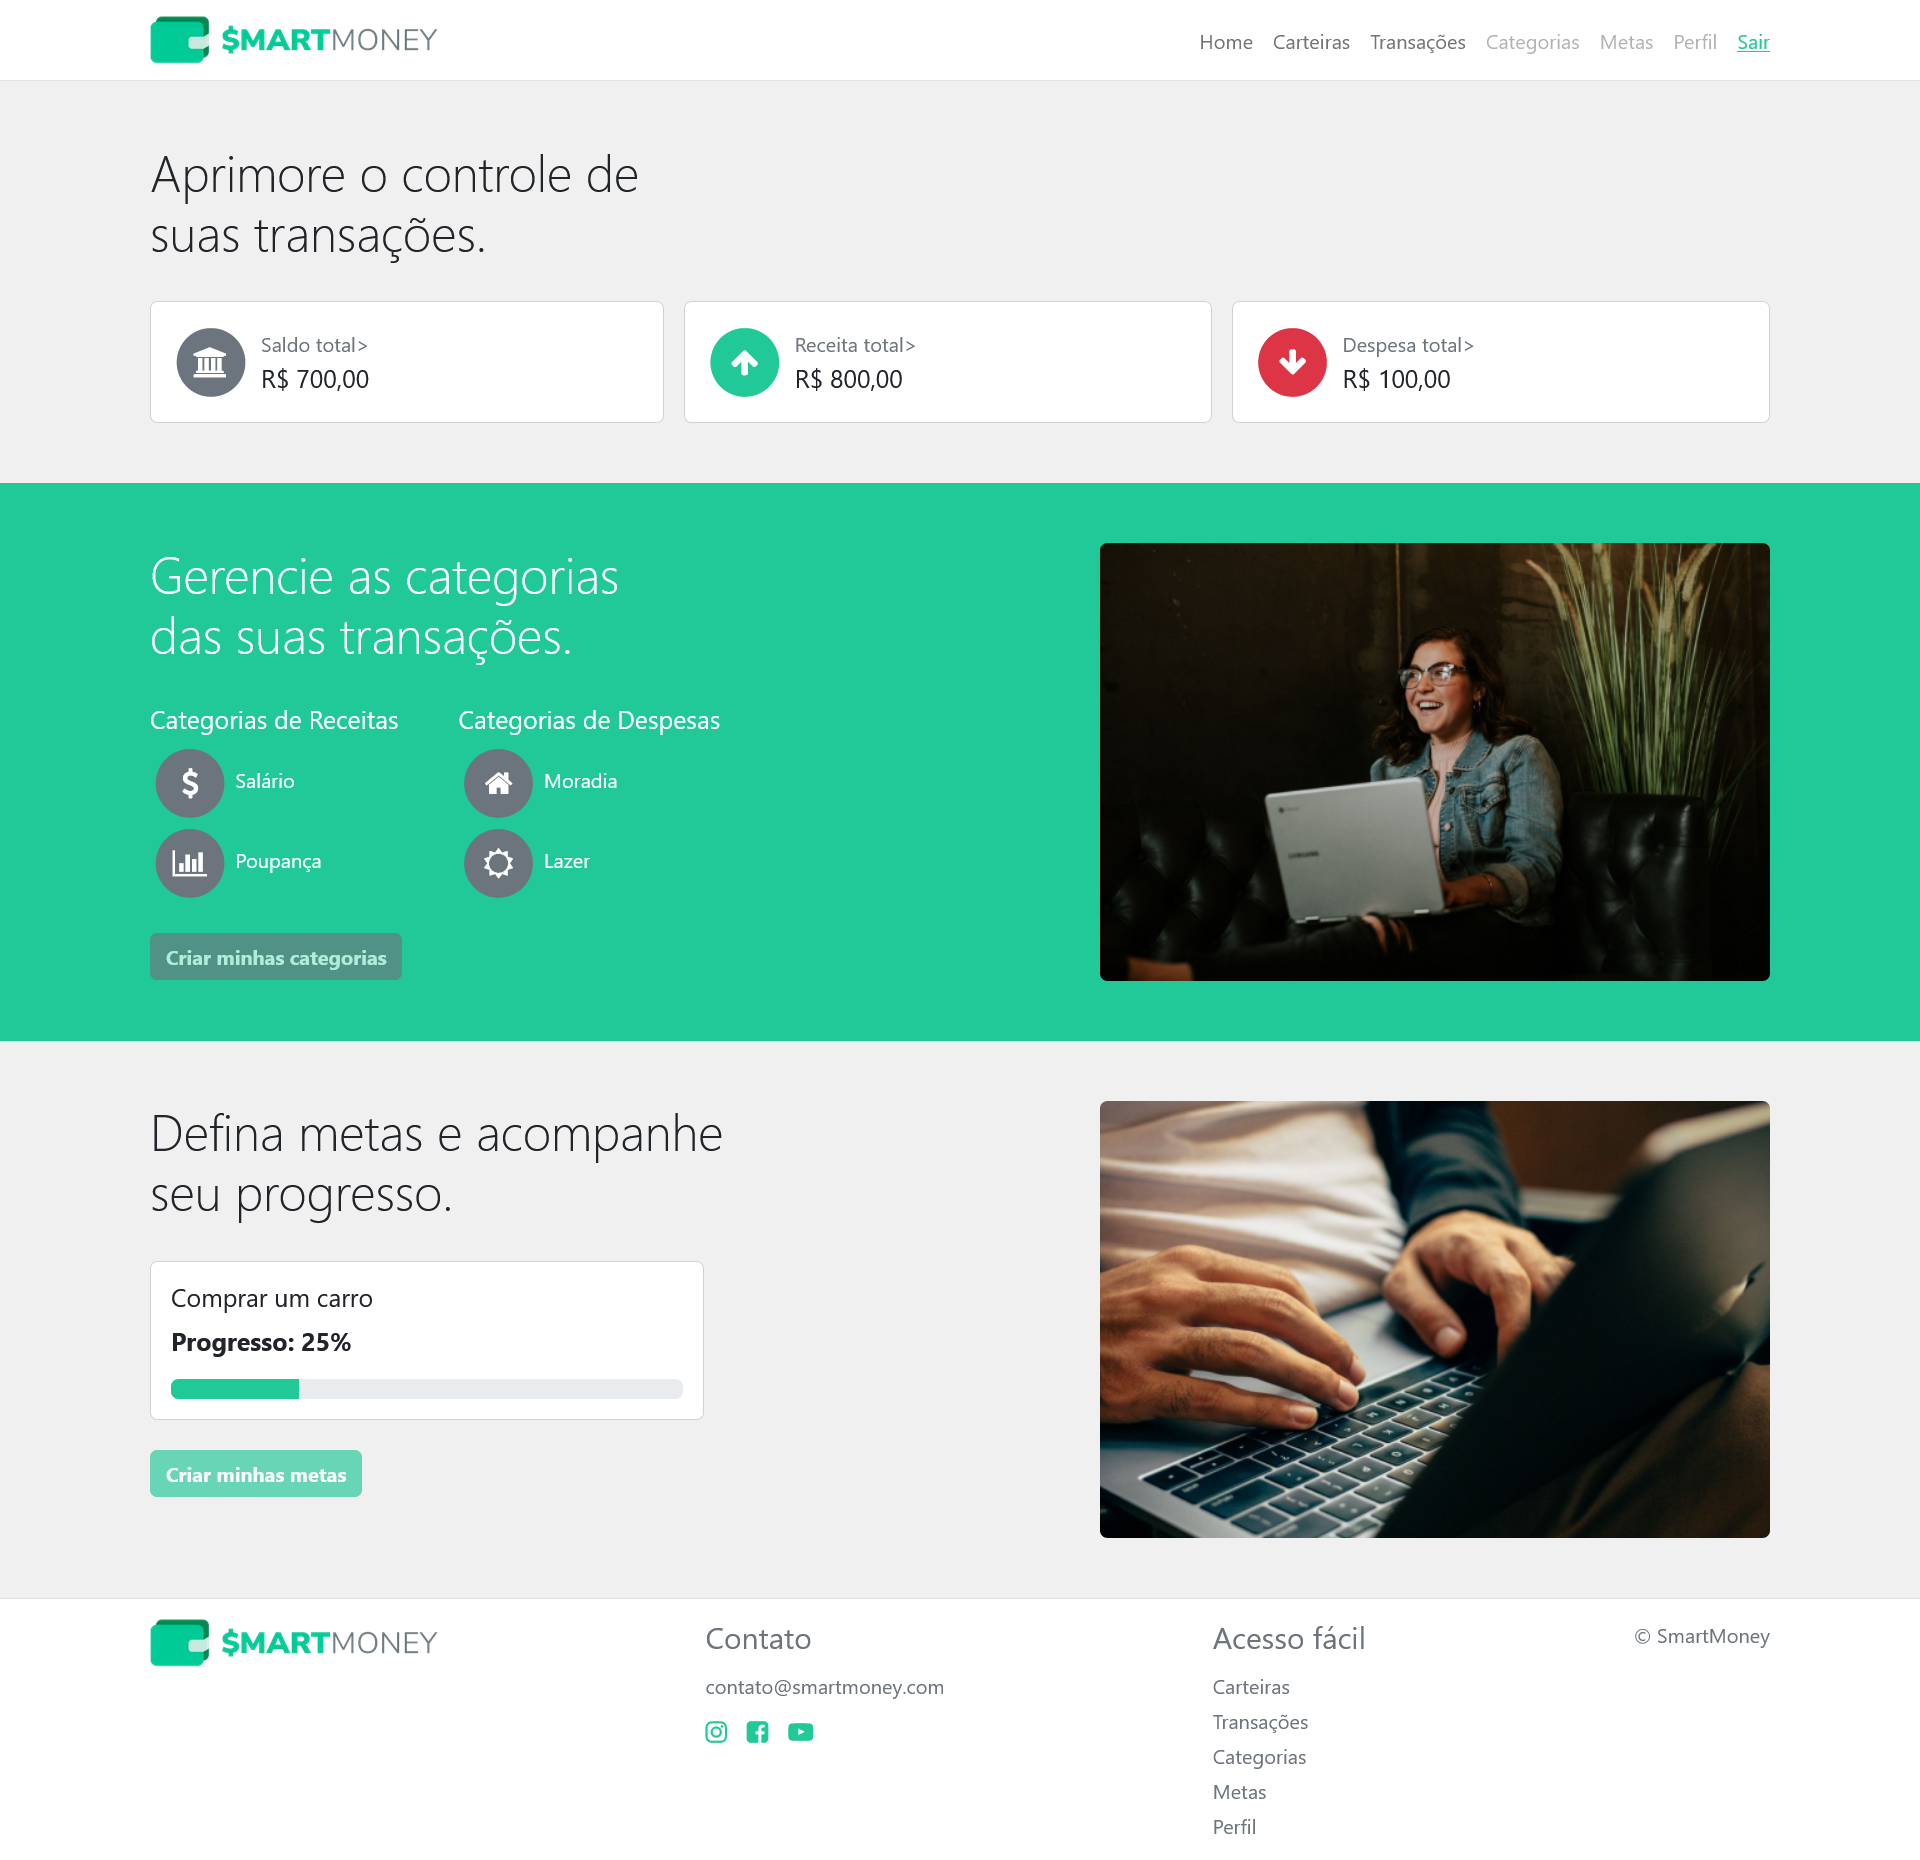 $MARTMONEY
Home Carteiras Transações Categorias Metas Perfil Sair
Aprimore o controle de
suas transações.
Saldo total>
R$ 700,00
Receita total>
R$ 800,00
Despesa total>
R$ 100,00
Gerencie as categorias
das suas transações.
Categorias de Receitas
Salário
Poupança
Categorias de Despesas
Moradia
Lazer
Criar minhas categorias
SAMSUNG
Defina metas e acompanhe
seu progresso.
Comprar um carro
Progresso: 25%
Criar minhas metas
$MARTMONEY
Contato
contato@smartmoney.com
Acesso fácil
Carteiras
Transações
Categorias
Metas
Perfil
© SmartMoney